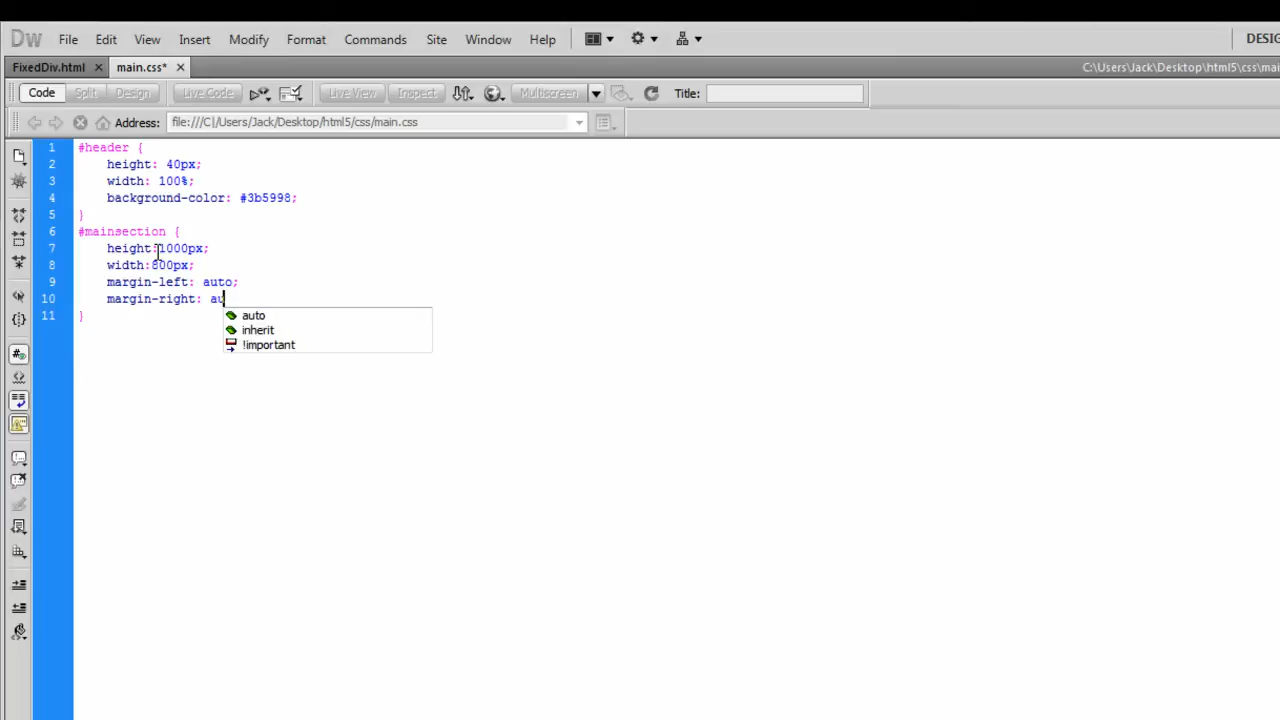 Dw File Edit View Insert Modify Format Commands Site Window Help DESIG
FixedDiv.html × main.css* × C:\Users\Jack\Desktop\html5\css\mai
Code Split Design Live Code Live View Inspect Multiscreen Title:
Address: file:///C|/Users/Jack/Desktop/html5/css/main.css
1 #header {
2 height: 40px;
3 width: 100%;
4 background-color: #3b5998;
5 }
6 #mainsection {
7 height:1000px;
8 width:800px;
9 margin-left: auto;
10 margin-right: au
auto
inherit
!important
11 }